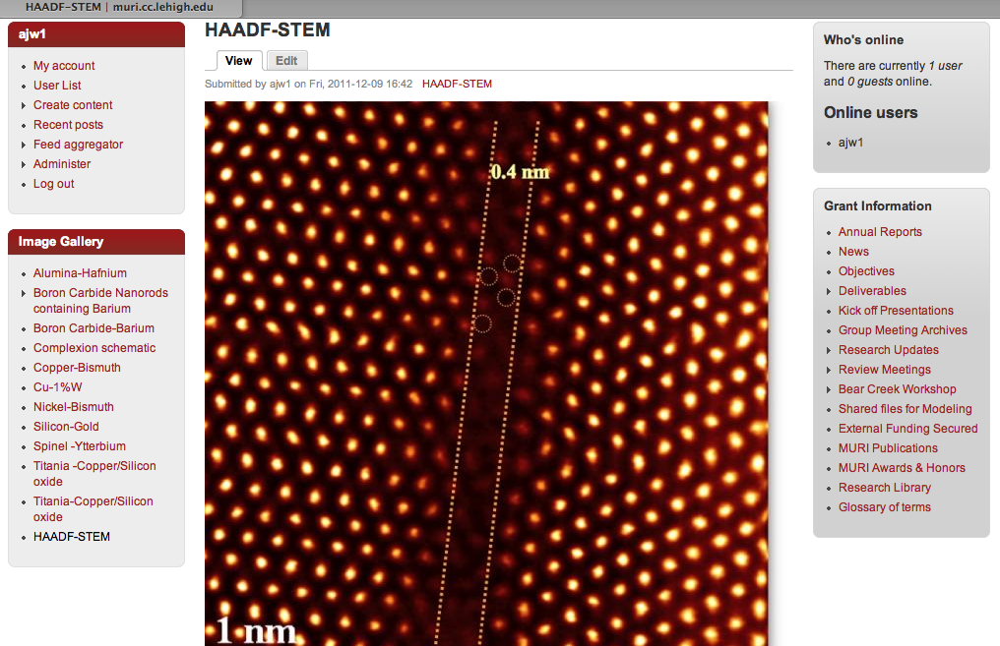 HAADF-STEM | muri.cc.lehigh.edu
ajw1
My account
User List
Create content
Recent posts
Feed aggregator
Administer
Log out
Image Gallery
Alumina-Hafnium
Boron Carbide Nanorods
containing Barium
Boron Carbide-Barium
Complexion schematic
Copper-Bismuth
Cu-1%W
Nickel-Bismuth
Silicon-Gold
Spinel -Ytterbium
Titania -Copper/Silicon
oxide
Titania-Copper/Silicon
oxide
HAADF-STEM
HAADF-STEM
View Edit
Submitted by ajw1 on Fri, 2011-12-09 16:42 HAADF-STEM
0.4 nm
1 nm
Who's online
There are currently 1 user
and 0 guests online.
Online users
ajw1
Grant Information
Annual Reports
News
Objectives
Deliverables
Kick off Presentations
Group Meeting Archives
Research Updates
Review Meetings
Bear Creek Workshop
Shared files for Modeling
External Funding Secured
MURI Publications
MURI Awards & Honors
Research Library
Glossary of terms